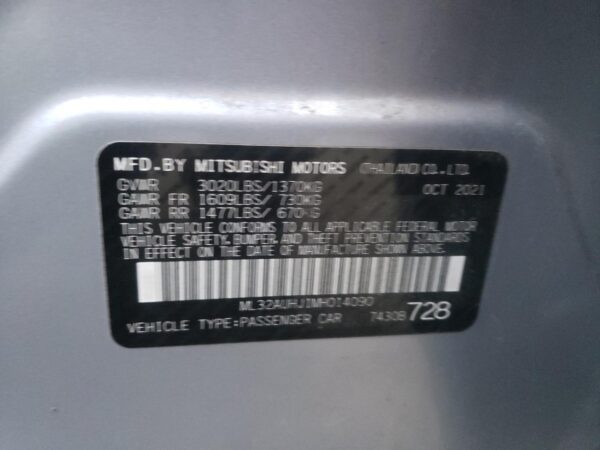 MFD. BY MITSUBISHI MOTORS (THAILAND CO., LTD.
GVWR 3020LBS/1370KG OCT 2021
GAWR FR 1609LBS/ 730KG
GAWR RR 1477LBS/ 670KG
THIS VEHICLE CONFORMS TO ALL U.S. FEDERAL MOTOR
VEHICLE SAFETY, BUMPER, AND THEFT PREVENTION STANDARDS
IN EFFECT ON THE DATE OF MANUFACTURE SHOWN ABOVE.
ML32AUHJ1MH014090
VEHICLE TYPE:PASSENGER CAR 7430B 728